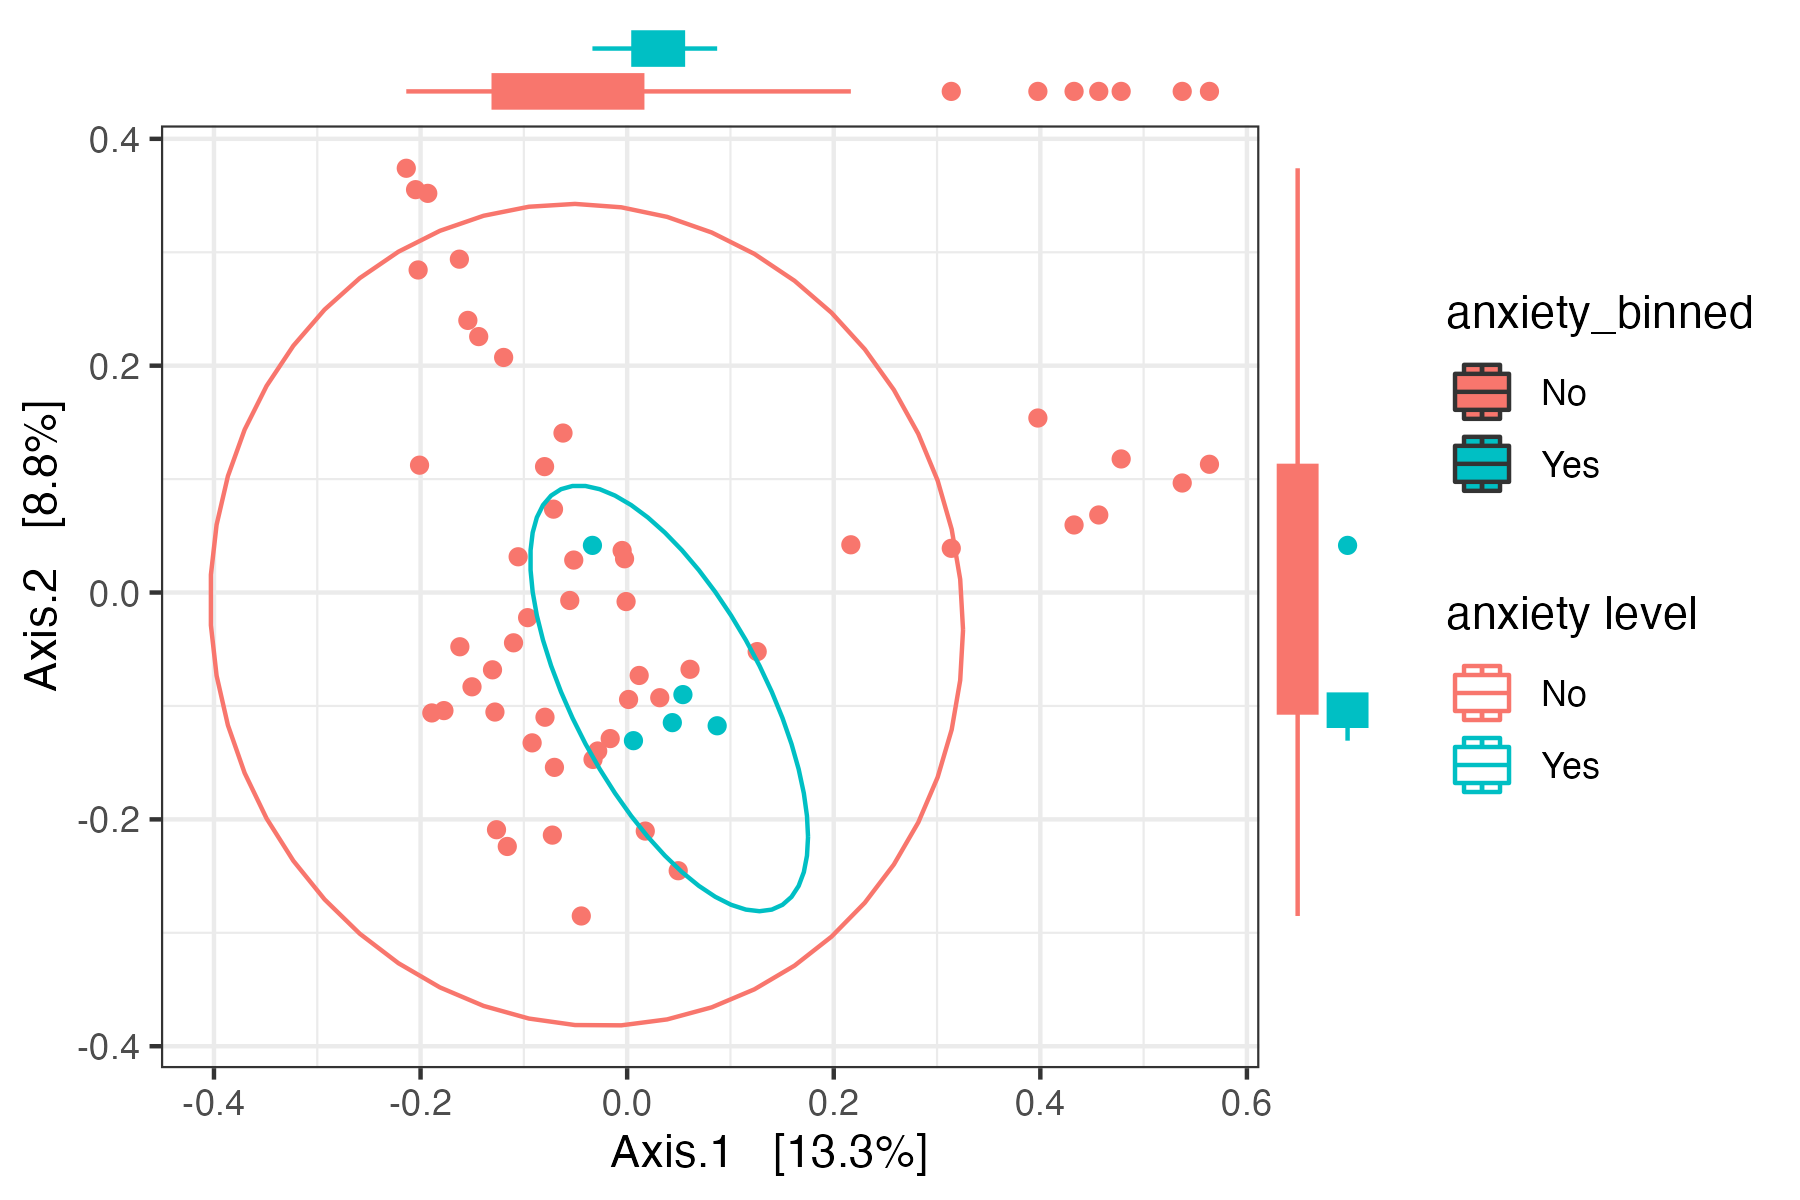 0.4
0.2
0.0
-0.2
-0.4
Axis.2 [8.8%]
-0.4 -0.2 0.0 0.2 0.4 0.6
Axis.1 [13.3%]
anxiety_binned
No
Yes
anxiety level
No
Yes